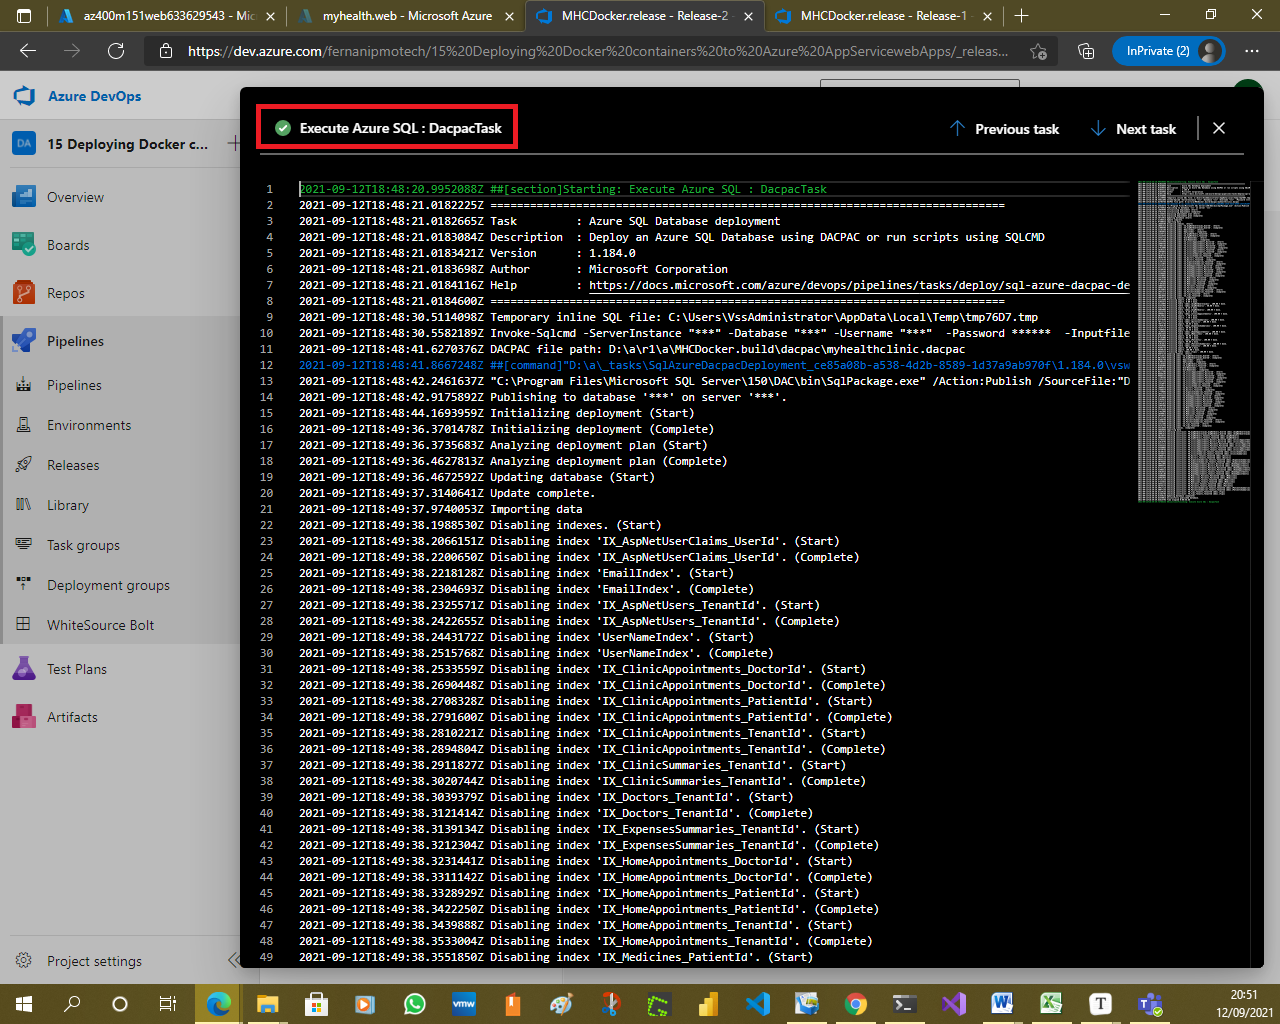 az400m151web633629543 - Mic
myhealth.web - Microsoft Azure
MHCDocker.release - Release-2 -
MHCDocker.release - Release-1 -
https://dev.azure.com/fernanipmotech/15%20Deploying%20Docker%20containers%20to%20Azure%20AppServicewebApps/_releas...
InPrivate (2)
Azure DevOps
DA
15 Deploying Docker c...
Overview
Boards
Repos
Pipelines
Pipelines
Environments
Releases
Library
Task groups
Deployment groups
WhiteSource Bolt
Test Plans
Artifacts
Project settings
Execute Azure SQL : DacpacTask
Previous task
Next task
1 2021-09-12T18:48:20.9952088Z ##[section]Starting: Execute Azure SQL : DacpacTask
2 2021-09-12T18:48:21.0182225Z ==============================================================================
3 2021-09-12T18:48:21.0182665Z Task : Azure SQL Database deployment
4 2021-09-12T18:48:21.0183084Z Description : Deploy an Azure SQL Database using DACPAC or run scripts using SQLCMD
5 2021-09-12T18:48:21.0183421Z Version : 1.184.0
6 2021-09-12T18:48:21.0183698Z Author : Microsoft Corporation
7 2021-09-12T18:48:21.0184116Z Help : https://docs.microsoft.com/azure/devops/pipelines/tasks/deploy/sql-azure-dacpac-de
8 2021-09-12T18:48:21.0184600Z ==============================================================================
9 2021-09-12T18:48:30.5114098Z Temporary inline SQL file: C:\Users\VssAdministrator\AppData\Local\Temp\tmp76D7.tmp
10 2021-09-12T18:48:30.5582189Z Invoke-Sqlcmd -ServerInstance "***" -Database "***" -Username "***" -Password ****** -Inputfile
11 2021-09-12T18:48:41.6270376Z DACPAC file path: D:\a\r1\a\MHCDocker.build\dacpac\myhealthclinic.dacpac
12 2021-09-12T18:48:41.8667248Z ##[command]"D:\a\_tasks\SqlAzureDacpacDeployment_ce85a08b-a538-4d2b-8589-1d37a9ab970f\1.184.0\vsw
13 2021-09-12T18:48:42.2461637Z "C:\Program Files\Microsoft SQL Server\150\DAC\bin\SqlPackage.exe" /Action:Publish /SourceFile:"D
14 2021-09-12T18:48:42.9175892Z Publishing to database '***' on server '***'.
15 2021-09-12T18:48:44.1693959Z Initializing deployment (Start)
16 2021-09-12T18:49:36.3701478Z Initializing deployment (Complete)
17 2021-09-12T18:49:36.3735683Z Analyzing deployment plan (Start)
18 2021-09-12T18:49:36.4627813Z Analyzing deployment plan (Complete)
19 2021-09-12T18:49:36.4672592Z Updating database (Start)
20 2021-09-12T18:49:37.3140641Z Update complete.
21 2021-09-12T18:49:37.9740053Z Importing data
22 2021-09-12T18:49:38.1988530Z Disabling indexes. (Start)
23 2021-09-12T18:49:38.2066151Z Disabling index 'IX_AspNetUserClaims_UserId'. (Start)
24 2021-09-12T18:49:38.2200650Z Disabling index 'IX_AspNetUserClaims_UserId'. (Complete)
25 2021-09-12T18:49:38.2218128Z Disabling index 'EmailIndex'. (Start)
26 2021-09-12T18:49:38.2304693Z Disabling index 'EmailIndex'. (Complete)
27 2021-09-12T18:49:38.2325571Z Disabling index 'IX_AspNetUsers_TenantId'. (Start)
28 2021-09-12T18:49:38.2422655Z Disabling index 'IX_AspNetUsers_TenantId'. (Complete)
29 2021-09-12T18:49:38.2443172Z Disabling index 'UserNameIndex'. (Start)
30 2021-09-12T18:49:38.2515768Z Disabling index 'UserNameIndex'. (Complete)
31 2021-09-12T18:49:38.2533559Z Disabling index 'IX_ClinicAppointments_DoctorId'. (Start)
32 2021-09-12T18:49:38.2690448Z Disabling index 'IX_ClinicAppointments_DoctorId'. (Complete)
33 2021-09-12T18:49:38.2708328Z Disabling index 'IX_ClinicAppointments_PatientId'. (Start)
34 2021-09-12T18:49:38.2791600Z Disabling index 'IX_ClinicAppointments_PatientId'. (Complete)
35 2021-09-12T18:49:38.2810221Z Disabling index 'IX_ClinicAppointments_TenantId'. (Start)
36 2021-09-12T18:49:38.2894804Z Disabling index 'IX_ClinicAppointments_TenantId'. (Complete)
37 2021-09-12T18:49:38.2911827Z Disabling index 'IX_ClinicSummaries_TenantId'. (Start)
38 2021-09-12T18:49:38.3020744Z Disabling index 'IX_ClinicSummaries_TenantId'. (Complete)
39 2021-09-12T18:49:38.3039379Z Disabling index 'IX_Doctors_TenantId'. (Start)
40 2021-09-12T18:49:38.3121414Z Disabling index 'IX_Doctors_TenantId'. (Complete)
41 2021-09-12T18:49:38.3139134Z Disabling index 'IX_ExpensesSummaries_TenantId'. (Start)
42 2021-09-12T18:49:38.3212304Z Disabling index 'IX_ExpensesSummaries_TenantId'. (Complete)
43 2021-09-12T18:49:38.3231441Z Disabling index 'IX_HomeAppointments_DoctorId'. (Start)
44 2021-09-12T18:49:38.3311142Z Disabling index 'IX_HomeAppointments_DoctorId'. (Complete)
45 2021-09-12T18:49:38.3328929Z Disabling index 'IX_HomeAppointments_PatientId'. (Start)
46 2021-09-12T18:49:38.3422250Z Disabling index 'IX_HomeAppointments_PatientId'. (Complete)
47 2021-09-12T18:49:38.3439888Z Disabling index 'IX_HomeAppointments_TenantId'. (Start)
48 2021-09-12T18:49:38.3533004Z Disabling index 'IX_HomeAppointments_TenantId'. (Complete)
49 2021-09-12T18:49:38.3551850Z Disabling index 'IX_Medicines_PatientId'. (Start)
vmw
T
20:51
12/09/2021